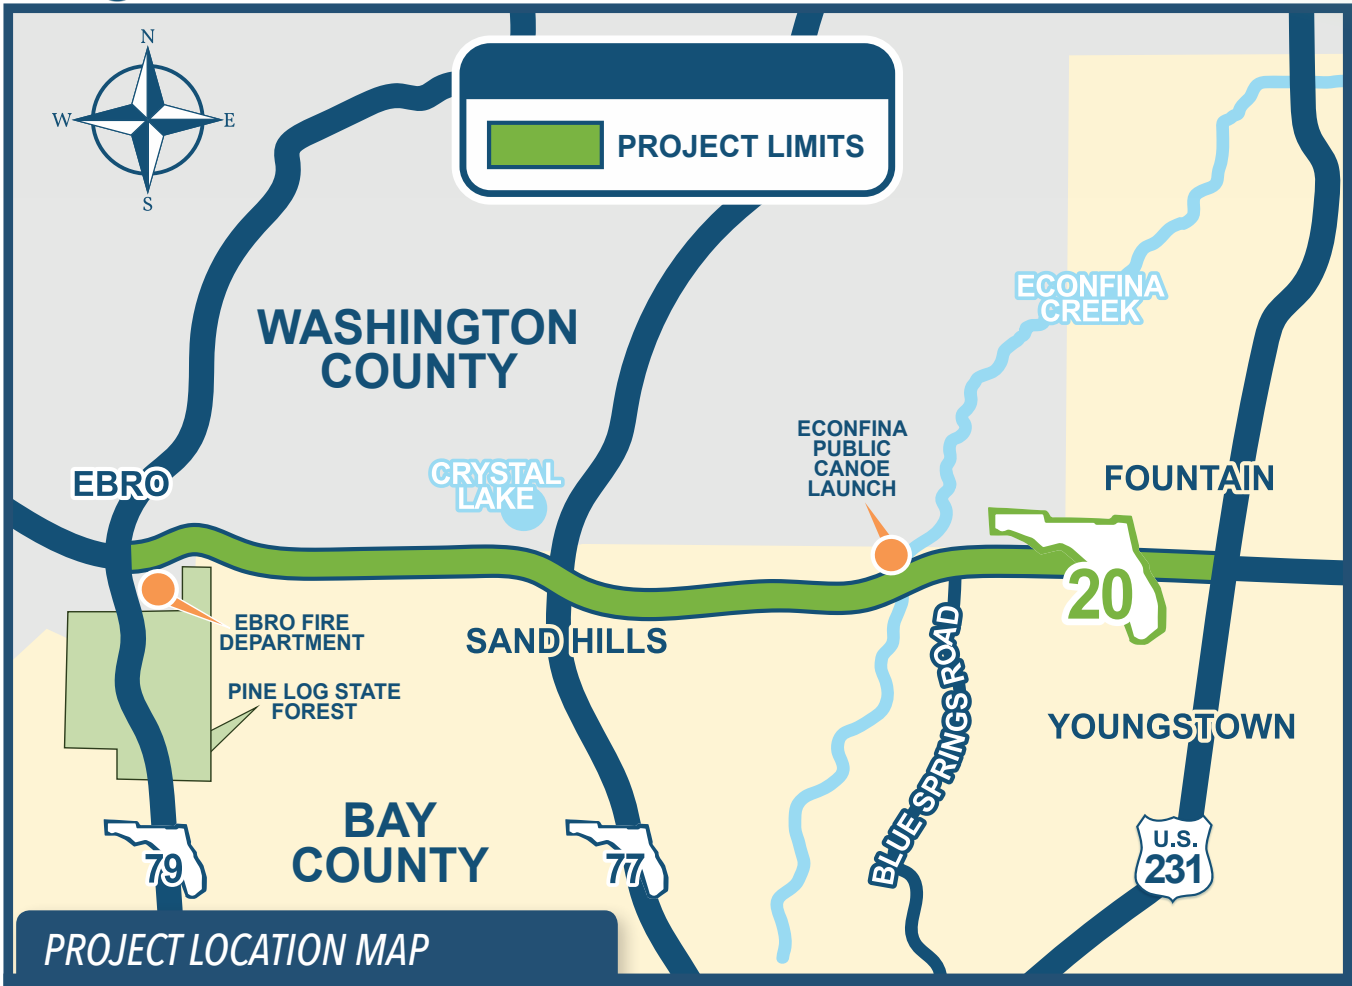 N
W
E
S
PROJECT LIMITS
ECONFINA
CREEK
WASHINGTON
COUNTY
ECONFINA
PUBLIC
CANOE
LAUNCH
CRYSTAL
LAKE
EBRO
FOUNTAIN
20
EBRO FIRE
DEPARTMENT
SAND HILLS
BLUE SPRINGS ROAD
PINE LOG STATE
FOREST
YOUNGSTOWN
BAY
COUNTY
79
77
U.S.
231
PROJECT LOCATION MAP